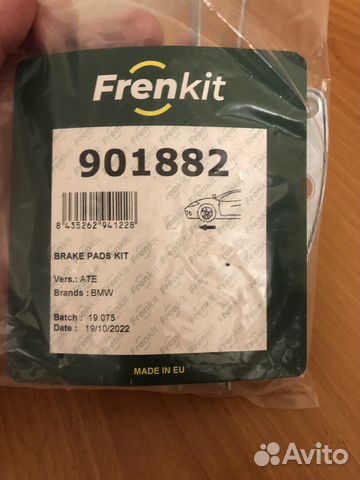 Frenkit
901882
8 435262 941228
BRAKE PADS KIT
Vers.: ATE
Brands : BMW
Batch : 19.075
Date : 19/10/2022
MADE IN EU
Avito